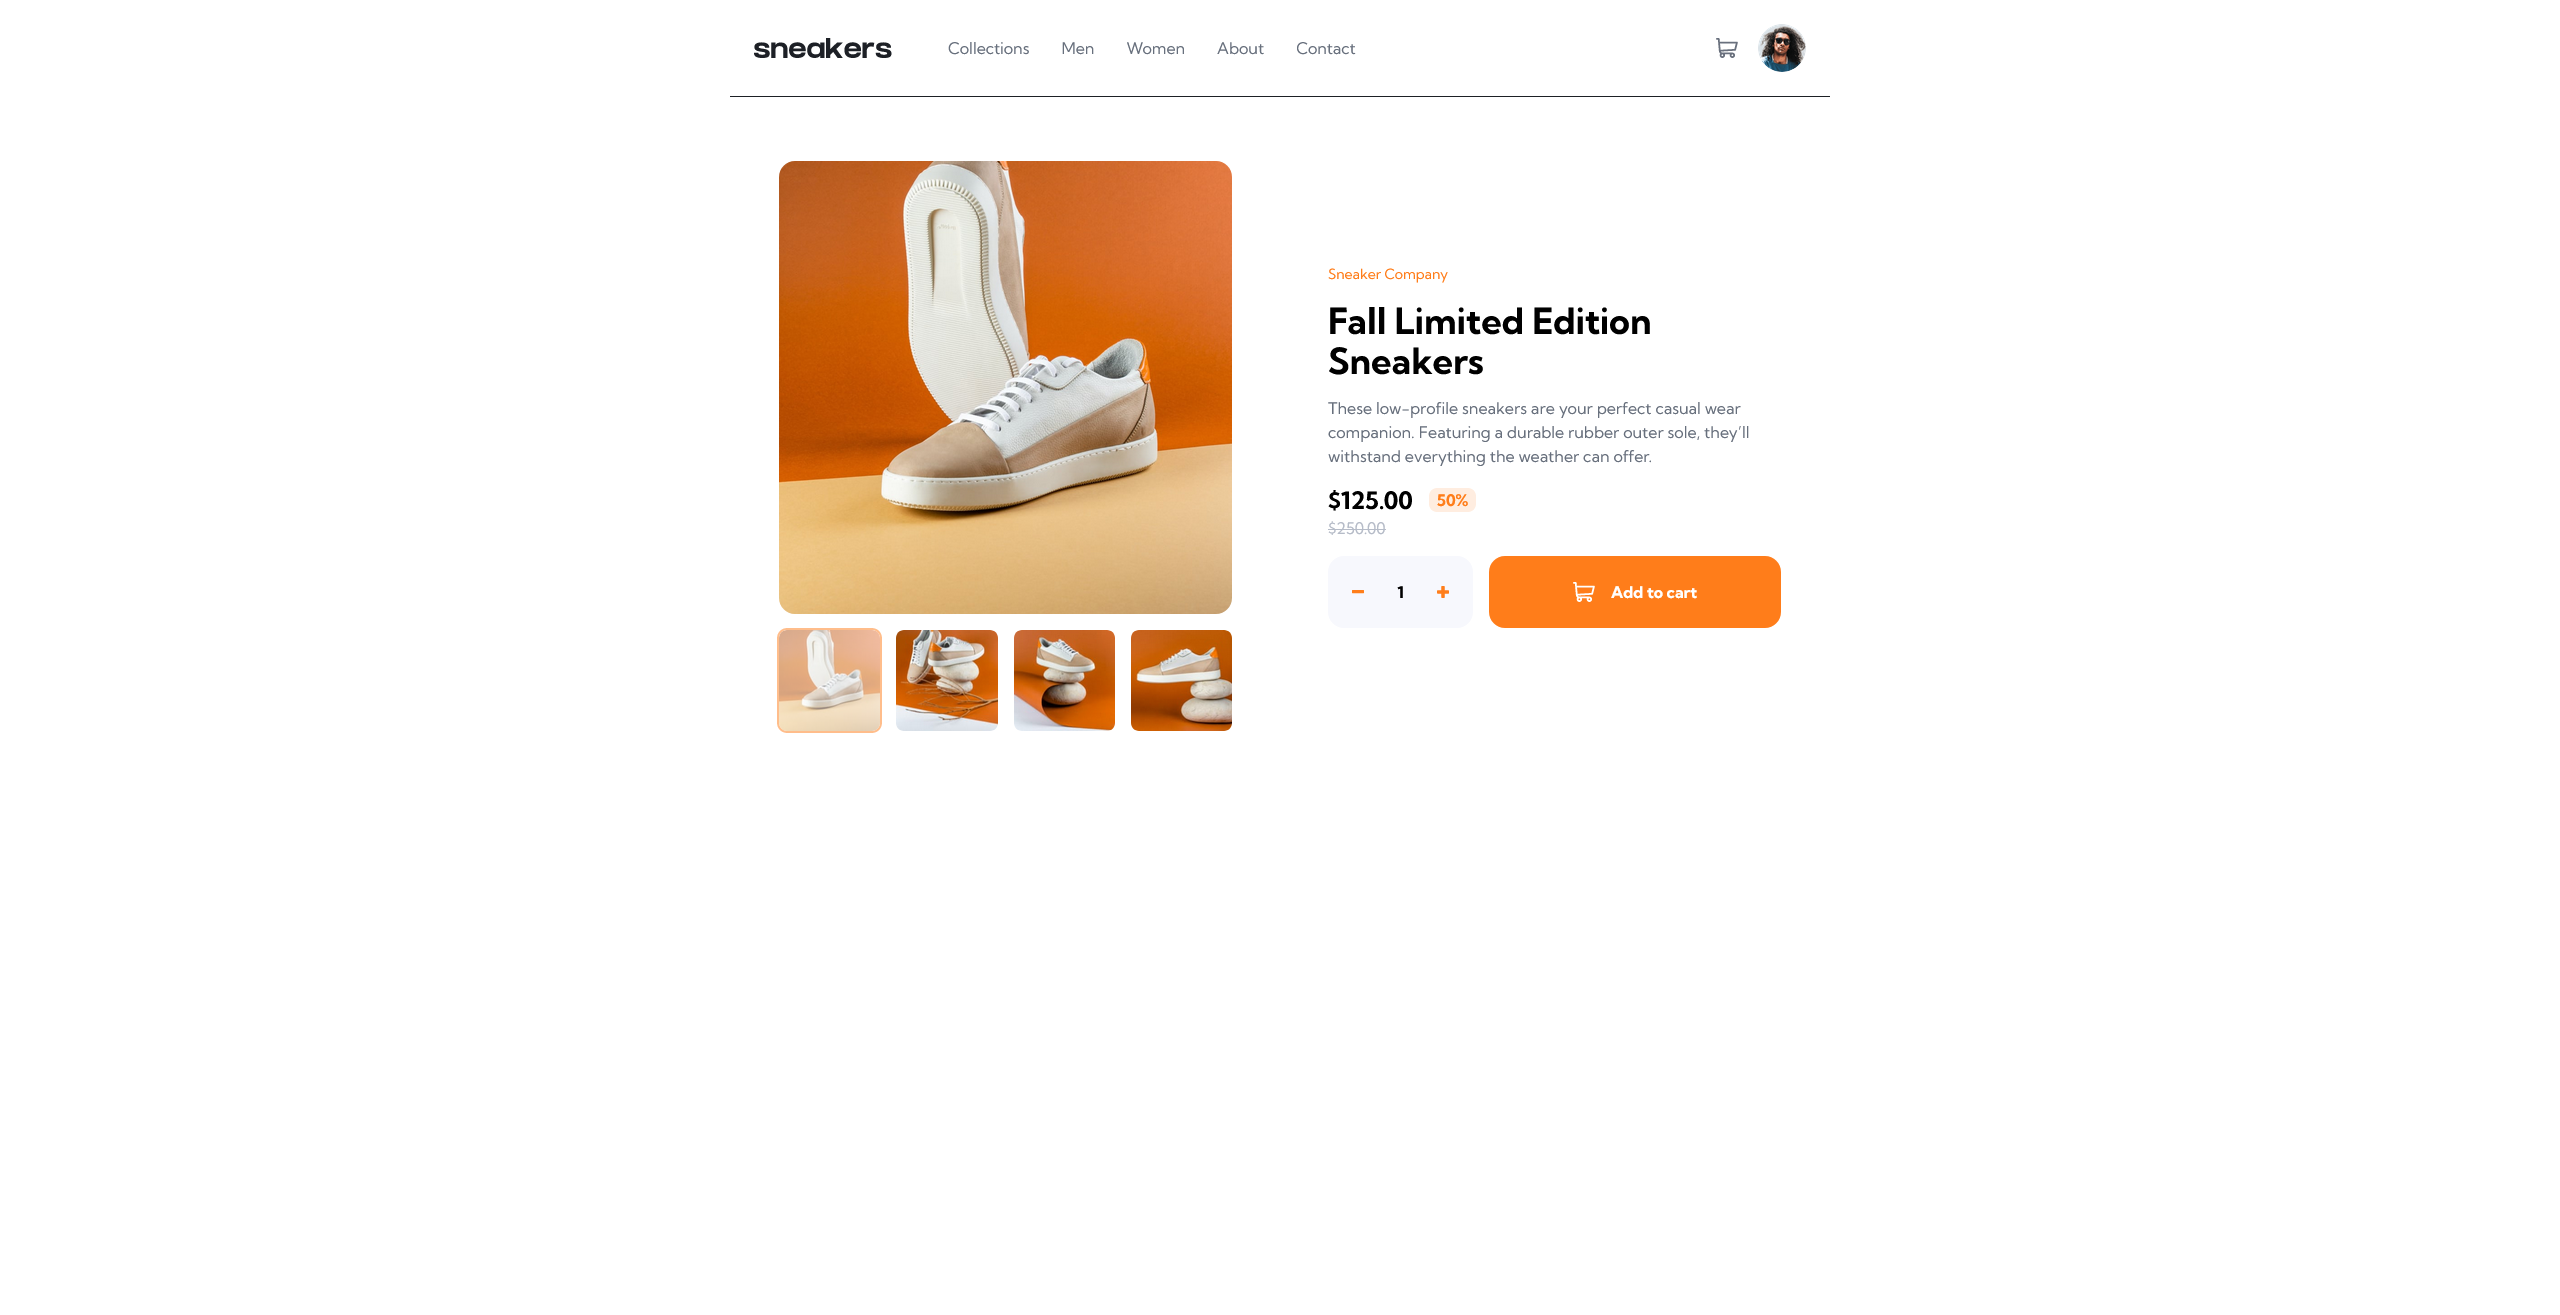 sneakers
Collections
Men
Women
About
Contact
Sneaker Company
Fall Limited Edition
Sneakers
These low-profile sneakers are your perfect casual wear
companion. Featuring a durable rubber outer sole, they’ll
withstand everything the weather can offer.
$125.00 50%
$250.00
1
Add to cart